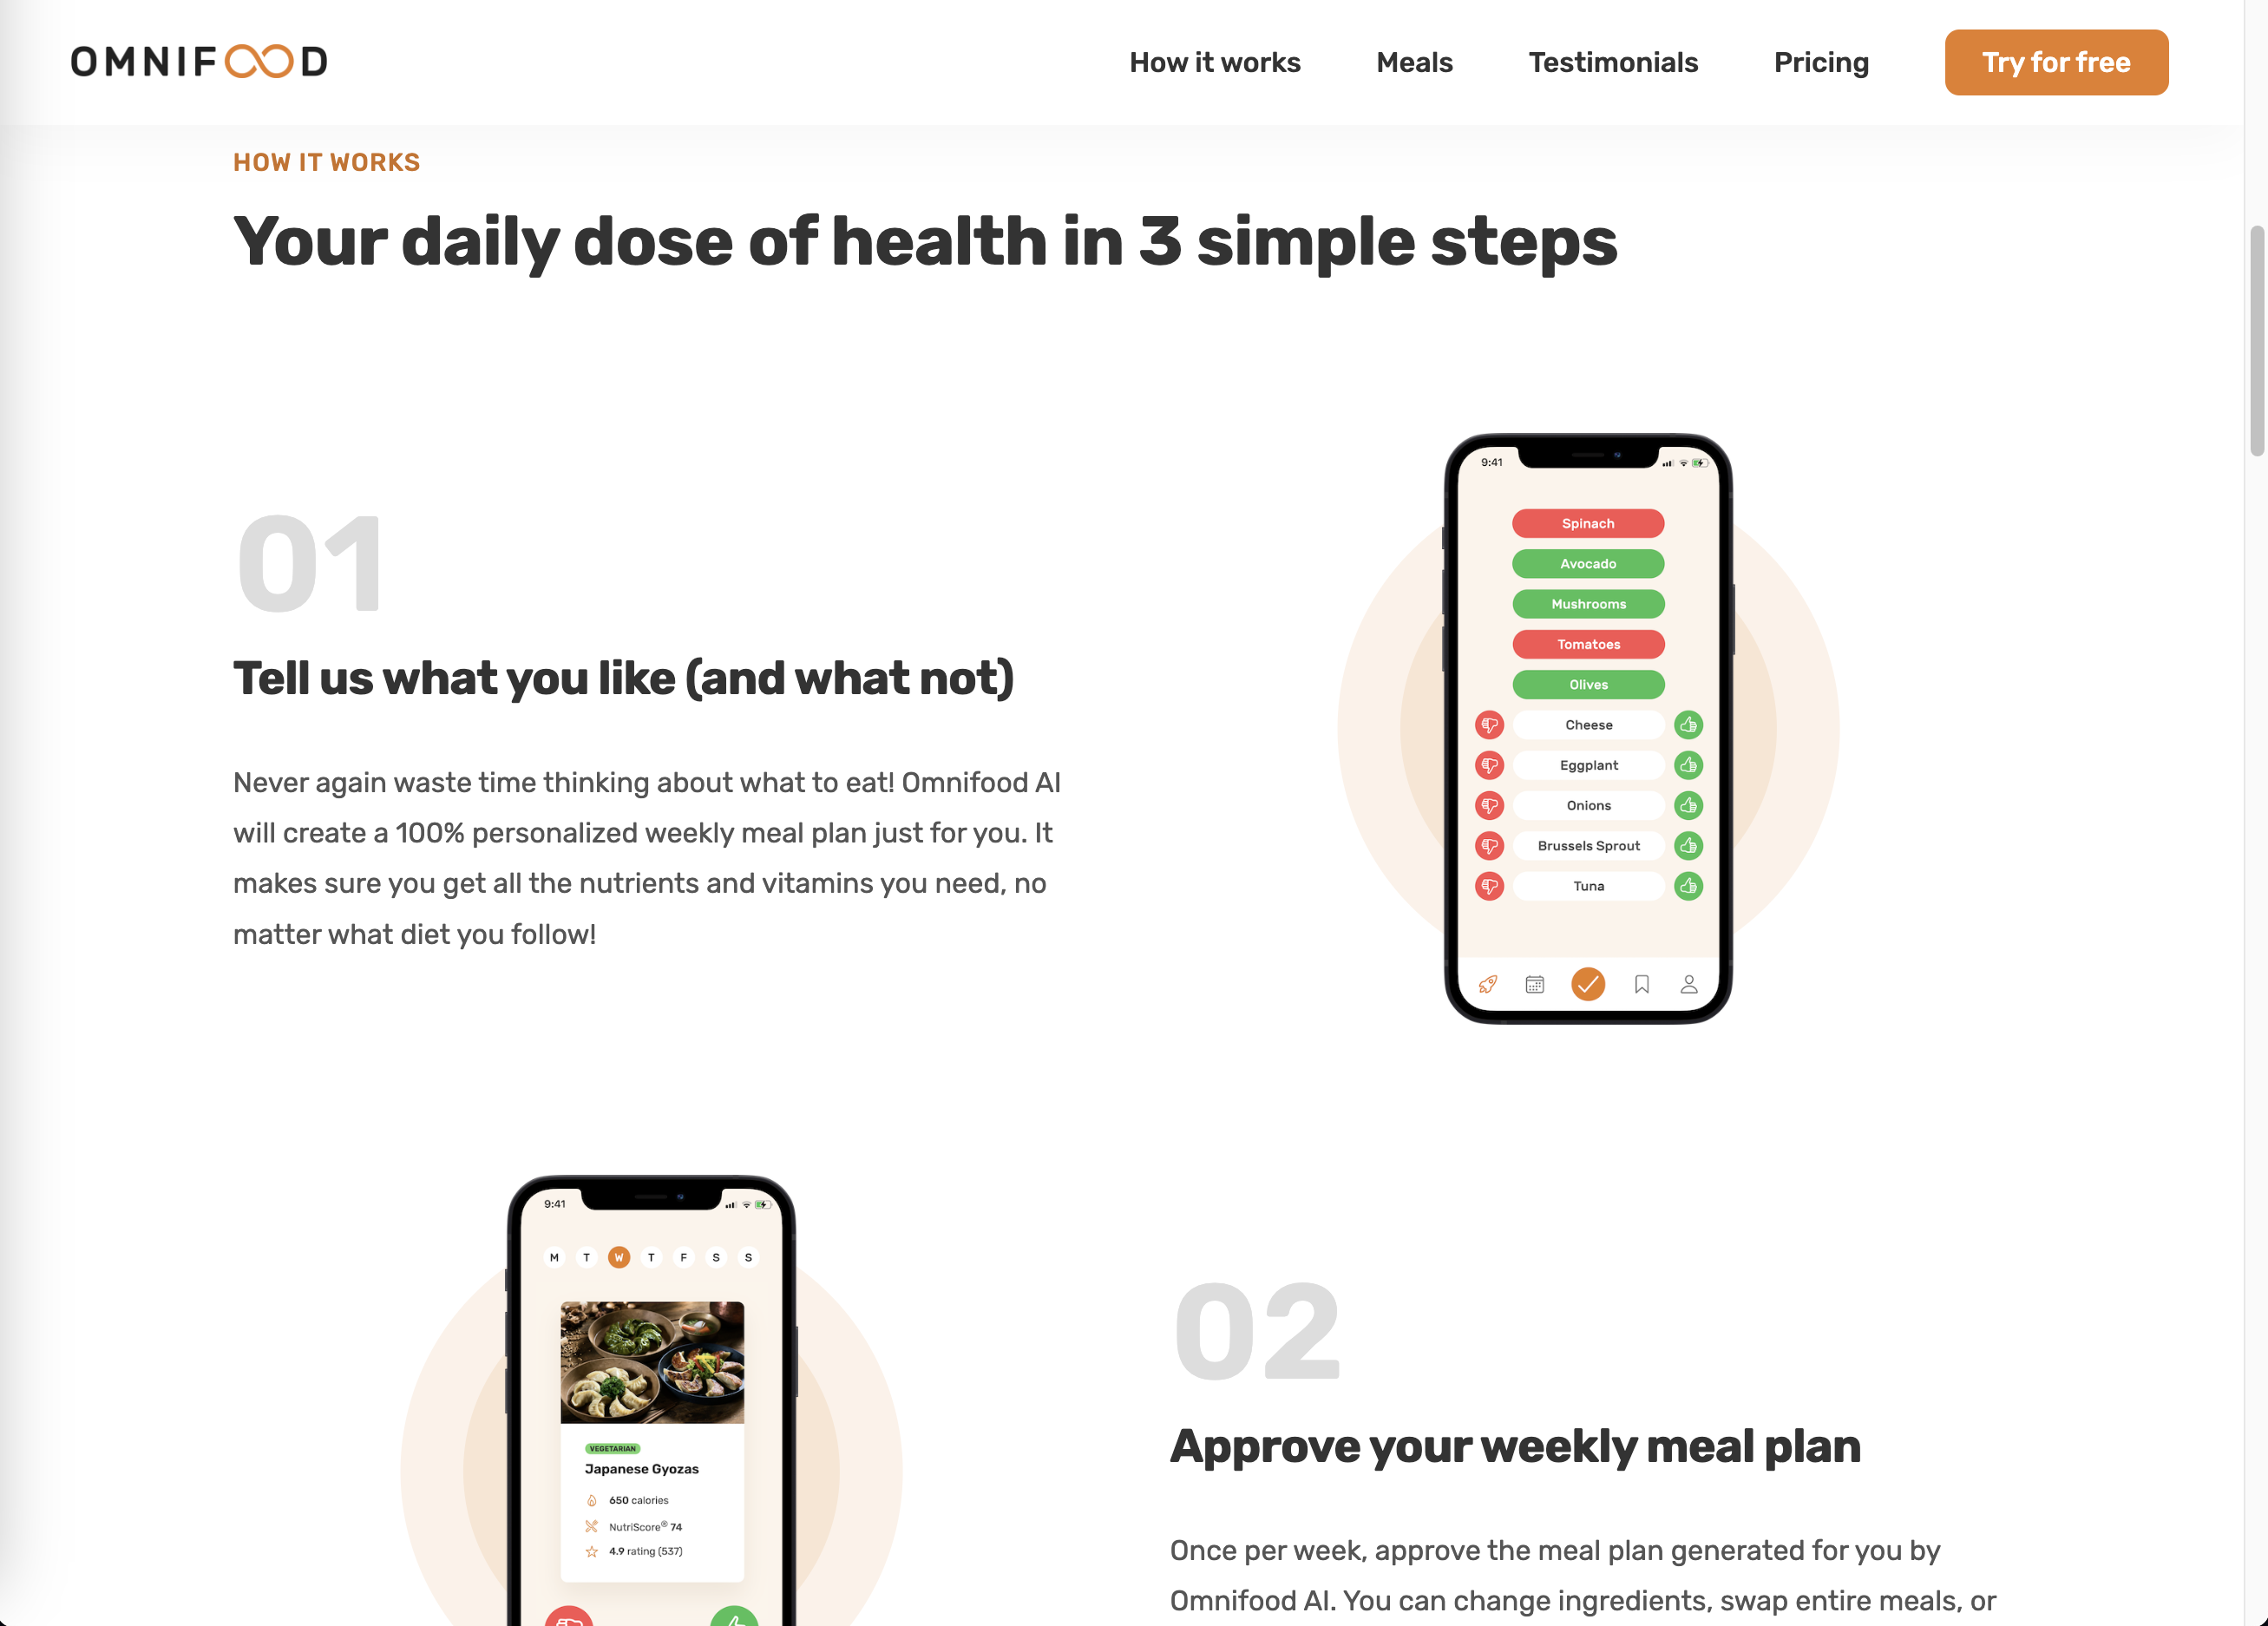 OMNIFOOD
How it works
Meals
Testimonials
Pricing
Try for free
HOW IT WORKS
Your daily dose of health in 3 simple steps
01
Tell us what you like (and what not)
Never again waste time thinking about what to eat! Omnifood AI
will create a 100% personalized weekly meal plan just for you. It
makes sure you get all the nutrients and vitamins you need, no
matter what diet you follow!
9:41
Spinach
Avocado
Mushrooms
Tomatoes
Olives
Cheese
Eggplant
Onions
Brussels Sprout
Tuna
9:41
M T W T F S S
VEGETARIAN
Japanese Gyozas
650 calories
NutriScore® 74
4.9 rating (537)
02
Approve your weekly meal plan
Once per week, approve the meal plan generated for you by
Omnifood AI. You can change ingredients, swap entire meals, or